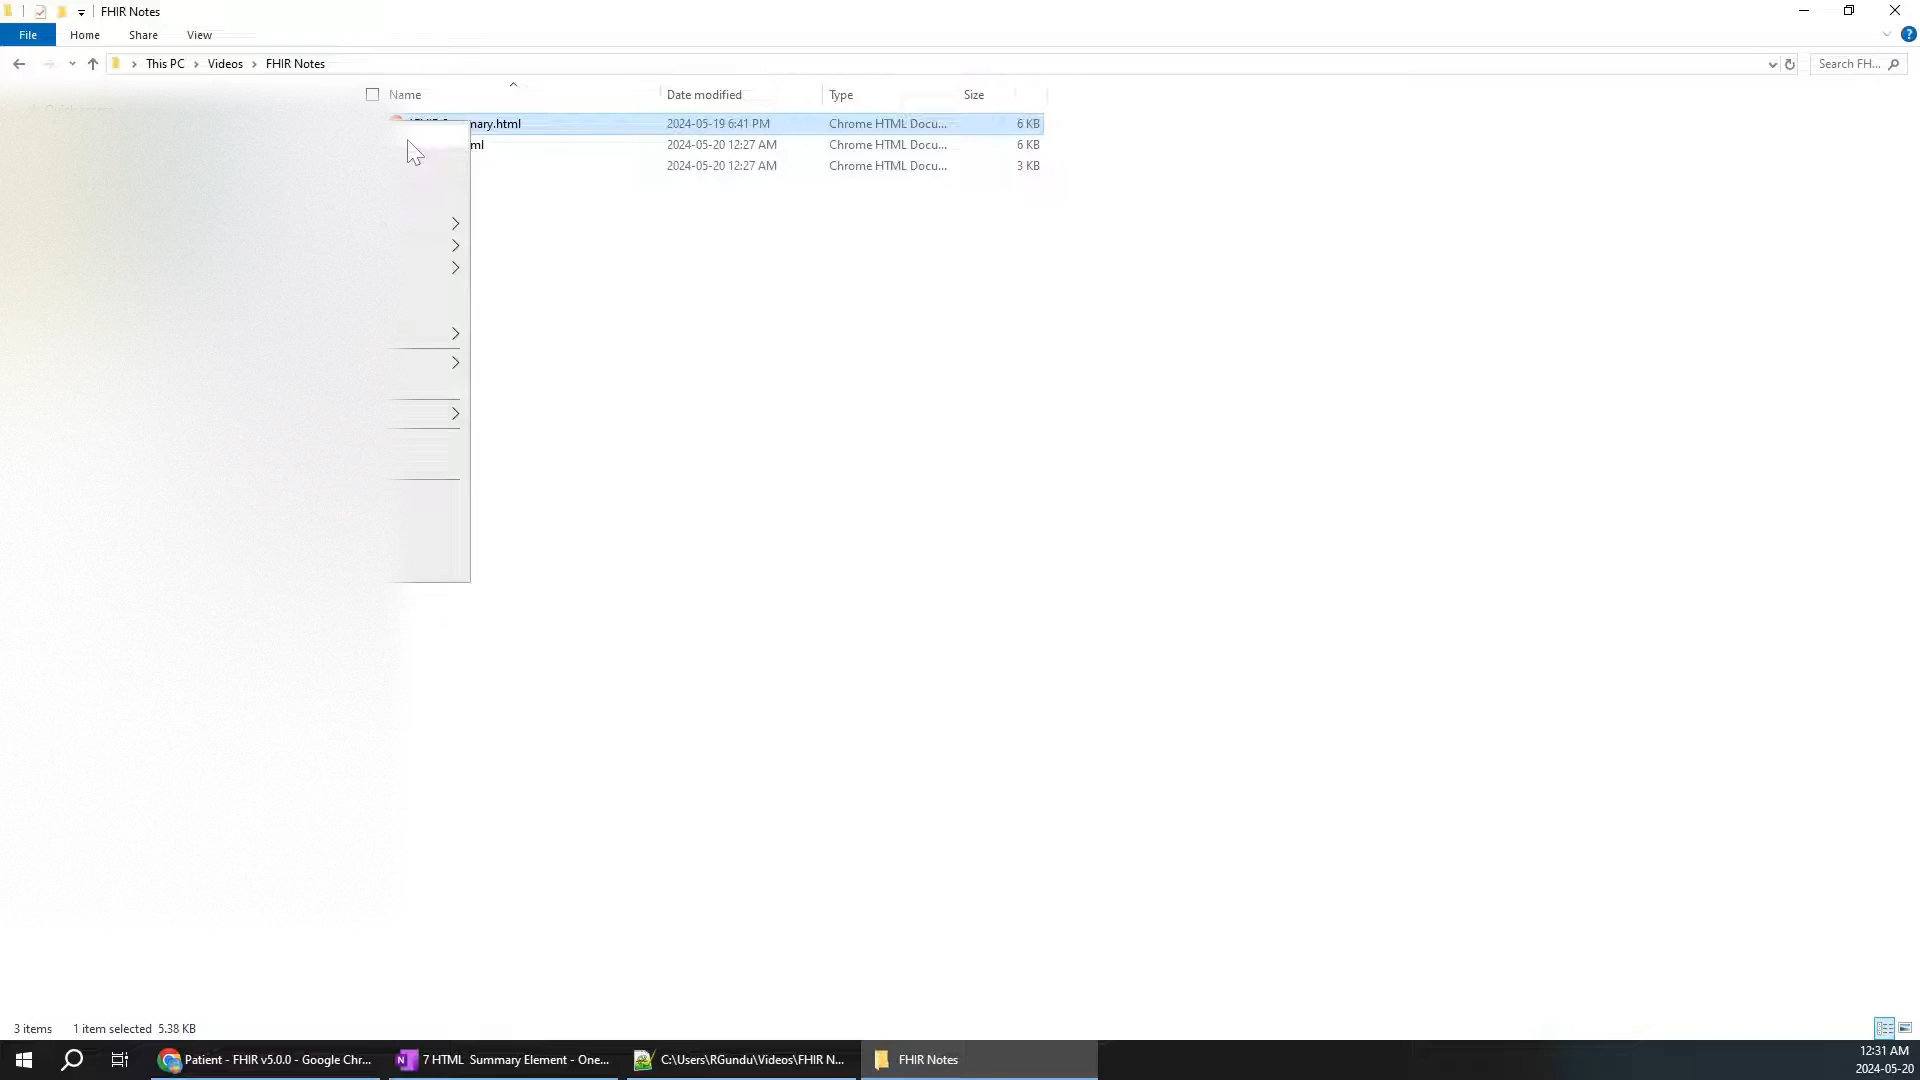 FHIR Notes
File Home Share View
This PC Videos FHIR Notes
Search FH...
Name Date modified Type Size
mary.html 2024-05-19 6:41 PM Chrome HTML Docu... 6 KB
ml 2024-05-20 12:27 AM Chrome HTML Docu... 6 KB
2024-05-20 12:27 AM Chrome HTML Docu... 3 KB
3 items 1 item selected 5.38 KB
Patient - FHIR v5.0.0 - Google Chr...
7 HTML Summary Element - One...
C:\Users\RGundu\Videos\FHIR N...
FHIR Notes
12:31 AM
2024-05-20